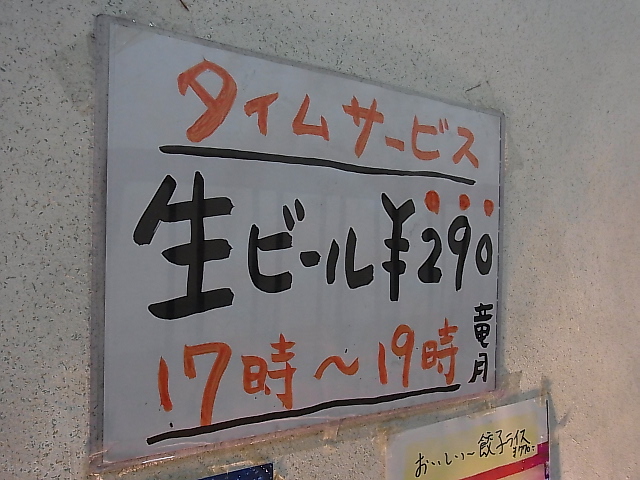 タイムサービス
生ビール¥290
17時～19時
竜月
おいしい～餃子ライス